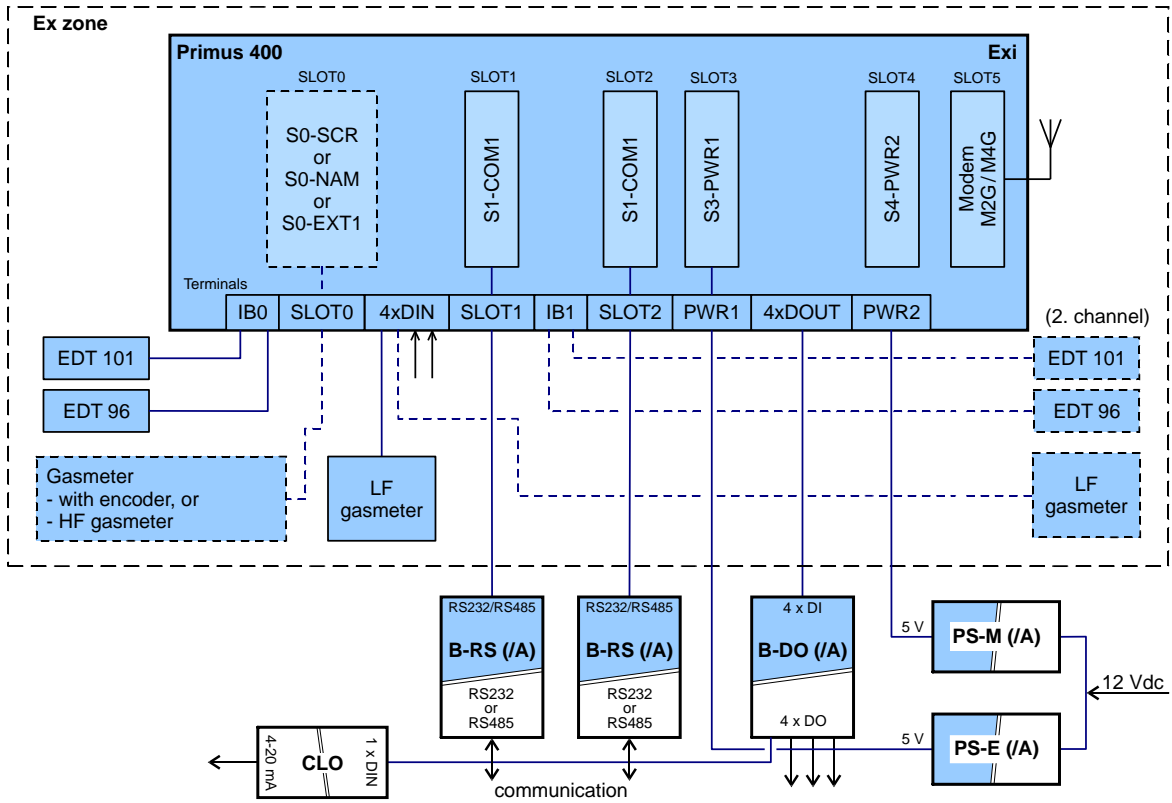 Ex zone
Primus 400
Exi
SLOT0
SLOT1
SLOT2
SLOT3
SLOT4
SLOT5
S0-SCR
or
S0-NAM
or
S0-EXT1
S1-COM1
S1-COM1
S3-PWR1
S4-PWR2
Modem
M2G/ M4G
Terminals
IB0
SLOT0
4xDIN
SLOT1
IB1
SLOT2
PWR1
4xDOUT
PWR2
(2. channel)
EDT 101
EDT 101
EDT 96
EDT 96
Gasmeter
- with encoder, or
- HF gasmeter
LF
gasmeter
LF
gasmeter
RS232/RS485
B-RS (/A)
RS232
or
RS485
RS232/RS485
B-RS (/A)
RS232
or
RS485
4 x DI
B-DO (/A)
4 x DO
5 V
PS-M (/A)
12 Vdc
5 V
PS-E (/A)
4-20 mA
CLO
1 x DIN
communication